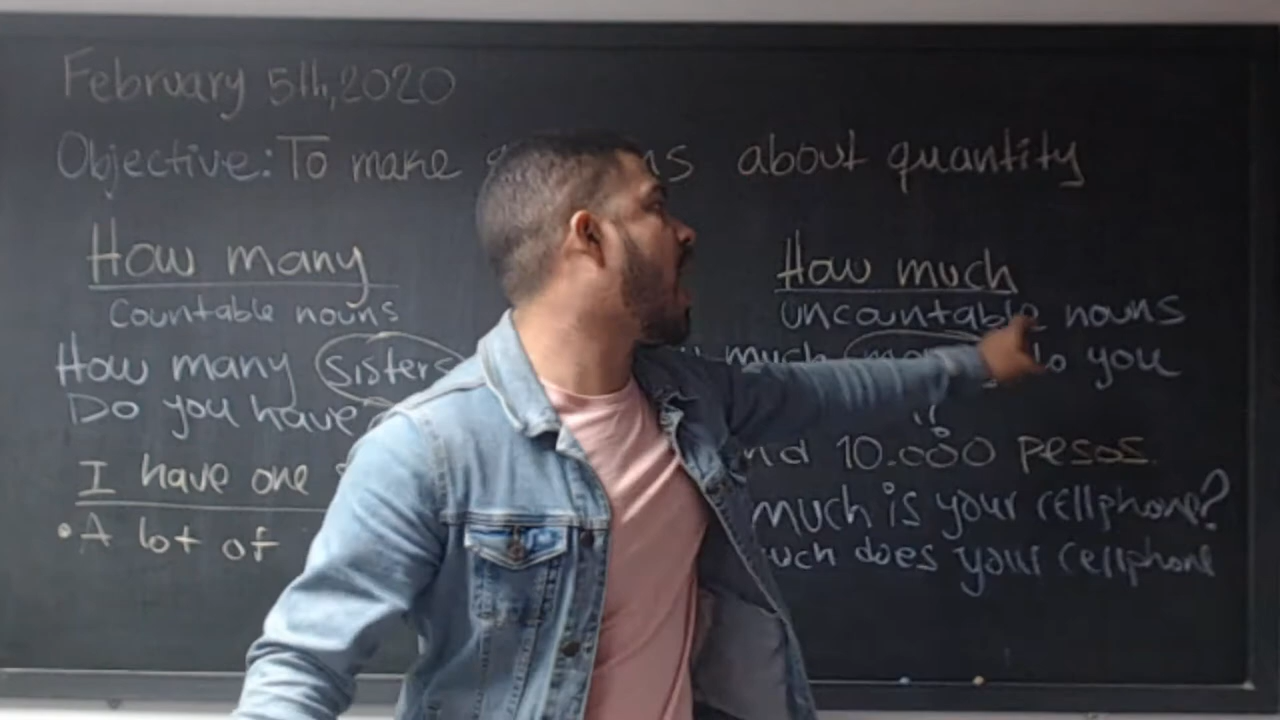 February 5th, 2020
Objective: To make about quantity
How many
Countable nouns
How many sisters
Do you have
I have one
• A lot of
How much
uncountable nouns
much do you
10.000 pesos
much is your cellphone?
does your cellphone